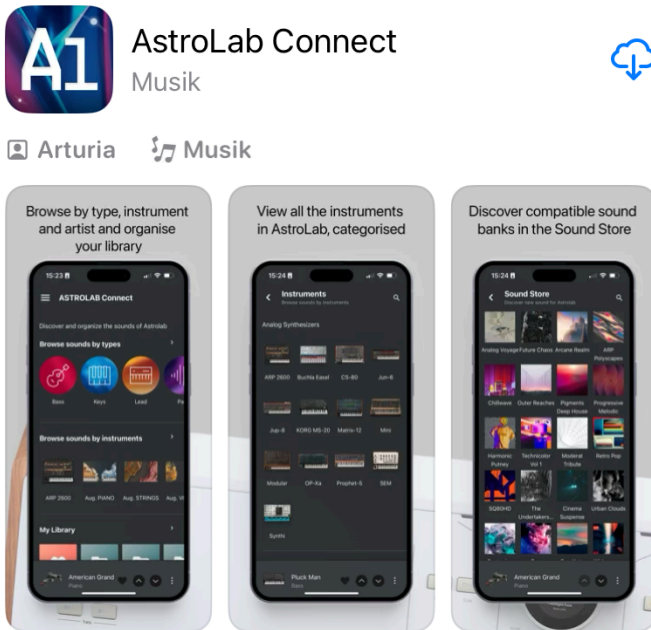 A1
AstroLab Connect
Musik
Arturia
Musik
Browse by type, instrument
and artist and organise
your library
15:23
ASTROLAB Connect
Discover and organize the sounds of Astrolab
Browse sounds by types
Bass Keys Lead
Browse sounds by instruments
ARP 2600 Aug. PIANO Aug. STRINGS
My Library
American Grand
Piano
View all the instruments
in AstroLab, categorised
15:24
Instruments
Browse sounds by instruments
Analog Synthesizers
ARP 2600 Buchla Easel CS-80 Jun-6
Jup-8 KORG MS-20 Matrix-12 Mini
Modular OP-Xa Prophet-5 SEM
Synthi
Pluck Man
Bass
Discover compatible sound
banks in the Sound Store
15:24
Sound Store
Discover new sound for Astrolab
Analog Voyage Future Chaos Arcane Realm ARP
Polyscapes
Chillwave Outer Reaches Pigments Progressive
Deep House Melodic
Harmonic Technicolor Moderat Retro Pop
Putney Vol 1 Tribute
SQ80HD The Cinema Urban Clouds
Undertakers... Suspense
American Grand
Piano